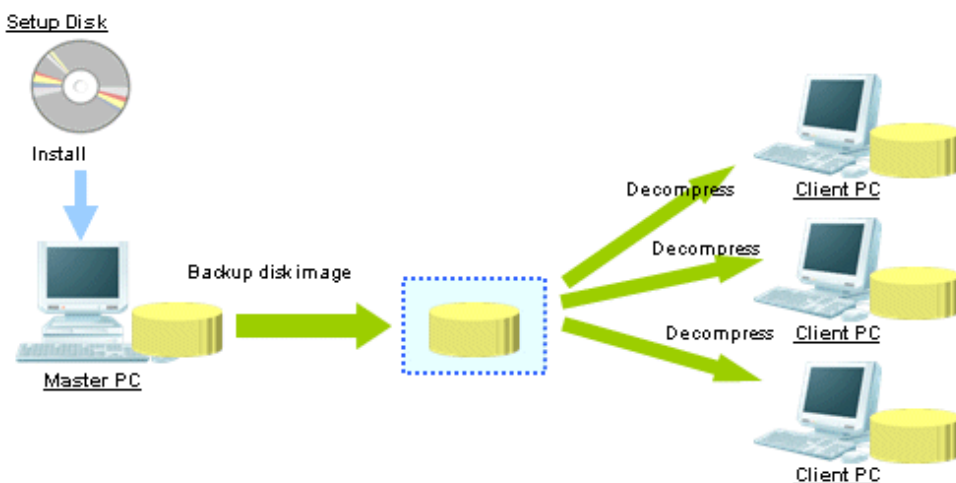 Setup Disk
Install
Master PC
Backup disk image
Decompress
Client PC
Decompress
Client PC
Decompress
Client PC